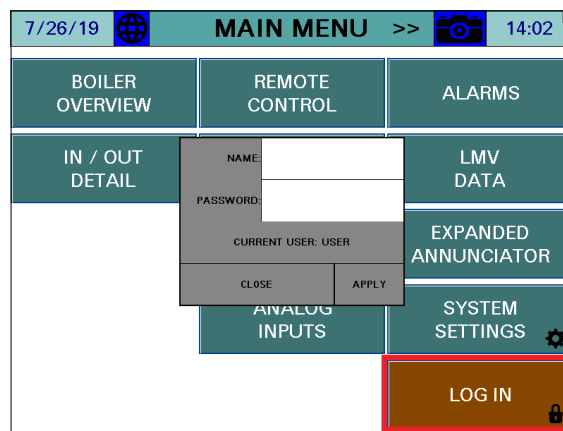 7/26/19 MAIN MENU >> 14:02
BOILER
OVERVIEW
REMOTE
CONTROL
ALARMS
IN / OUT
DETAIL
LMV
DATA
NAME:
PASSWORD:
CURRENT USER: USER
CLOSE
APPLY
EXPANDED
ANNUNCIATOR
ANALOG
INPUTS
SYSTEM
SETTINGS
LOG IN